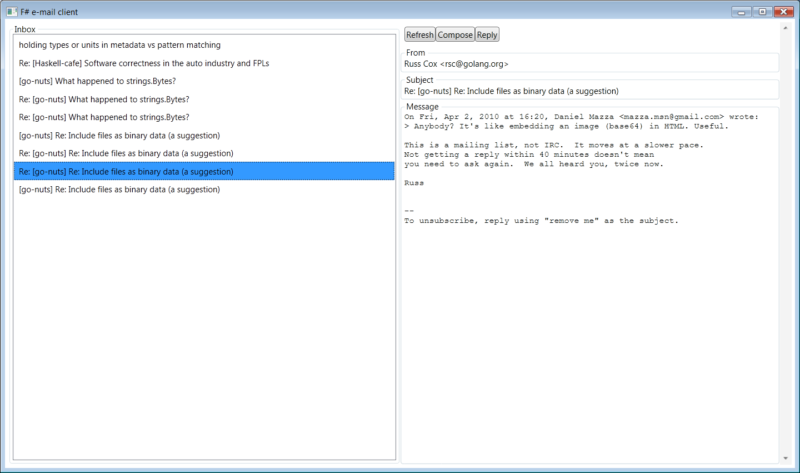 F# e-mail client
Inbox
holding types or units in metadata vs pattern matching
Re: [Haskell-cafe] Software correctness in the auto industry and FPLs
[go-nuts] What happened to strings.Bytes?
Re: [go-nuts] What happened to strings.Bytes?
Re: [go-nuts] What happened to strings.Bytes?
[go-nuts] Re: Include files as binary data (a suggestion)
Re: [go-nuts] Re: Include files as binary data (a suggestion)
Re: [go-nuts] Re: Include files as binary data (a suggestion)
[go-nuts] Re: Include files as binary data (a suggestion)
Refresh Compose Reply
From
Russ Cox <rsc@golang.org>
Subject
Re: [go-nuts] Re: Include files as binary data (a suggestion)
Message
On Fri, Apr 2, 2010 at 16:20, Daniel Mazza <mazza.msn@gmail.com> wrote:
> Anybody? It's like embedding an image (base64) in HTML. Useful.
This is a mailing list, not IRC.  It moves at a slower pace.
Not getting a reply within 40 minutes doesn't mean
you need to ask again.  We all heard you, twice now.
Russ
--
To unsubscribe, reply using "remove me" as the subject.